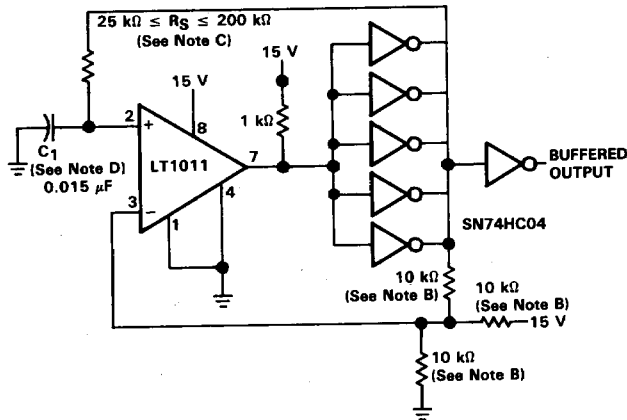 25 kΩ ≤ RS ≤ 200 kΩ
(See Note C)
15 V
15 V
1 kΩ
2
+
8
C1
(See Note D)
0.015 μF
LT1011
7
3
−
4
1
BUFFERED
OUTPUT
SN74HC04
10 kΩ
(See Note B)
10 kΩ
(See Note B)
15 V
10 kΩ
(See Note B)